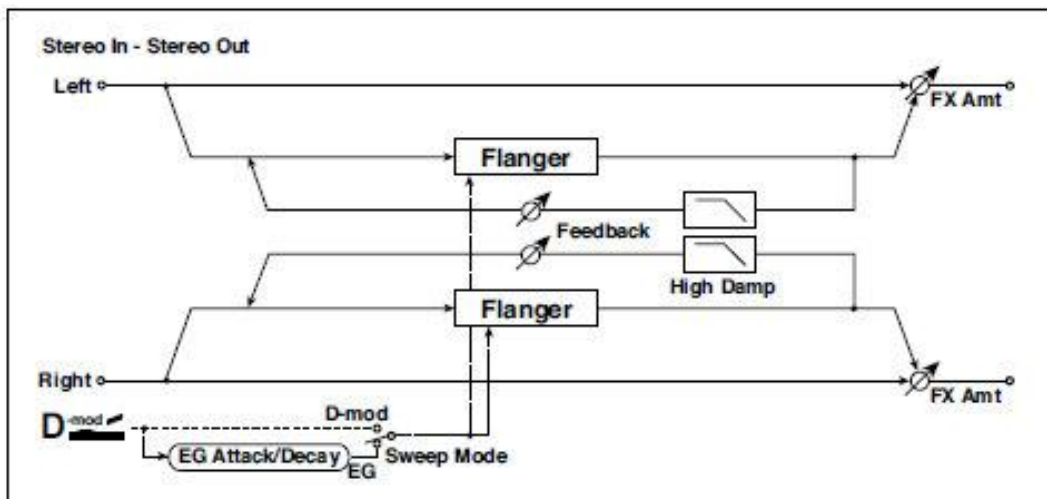 Stereo In - Stereo Out
Left
FX Amt
Flanger
Feedback
High Damp
Flanger
Right
FX Amt
D-mod
D-mod
EG Attack/Decay
EG
Sweep Mode